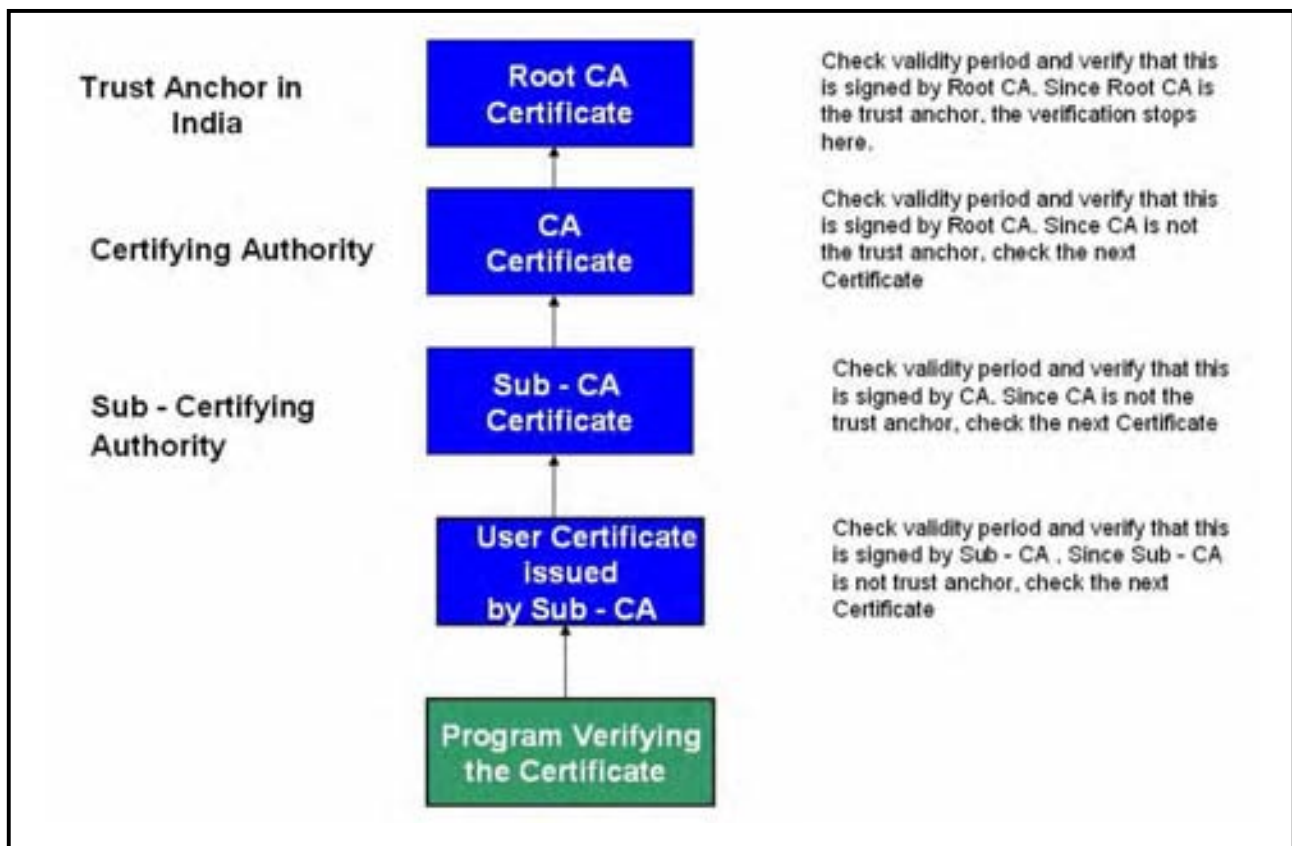 Trust Anchor in
India
Root CA
Certificate
Check validity period and verify that this
is signed by Root CA. Since Root CA is
the trust anchor, the verification stops
here.
Certifying Authority
CA
Certificate
Check validity period and verify that this
is signed by Root CA. Since CA is not
the trust anchor, check the next
Certificate
Sub - Certifying
Authority
Sub - CA
Certificate
Check validity period and verify that this
is signed by CA. Since CA is not the
trust anchor, check the next Certificate
User Certificate
issued
by Sub - CA
Check validity period and verify that this
is signed by Sub - CA . Since Sub - CA
is not trust anchor, check the next
Certificate
Program Verifying
the Certificate